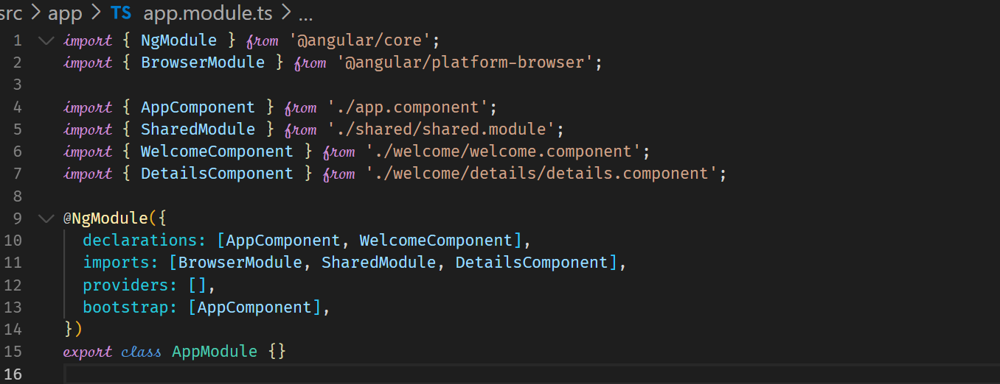 src > app > TS app.module.ts > ...
1 import { NgModule } from '@angular/core';
2 import { BrowserModule } from '@angular/platform-browser';
3
4 import { AppComponent } from './app.component';
5 import { SharedModule } from './shared/shared.module';
6 import { WelcomeComponent } from './welcome/welcome.component';
7 import { DetailsComponent } from './welcome/details/details.component';
8
9 @NgModule({
10 declarations: [AppComponent, WelcomeComponent],
11 imports: [BrowserModule, SharedModule, DetailsComponent],
12 providers: [],
13 bootstrap: [AppComponent],
14 })
15 export class AppModule {}
16